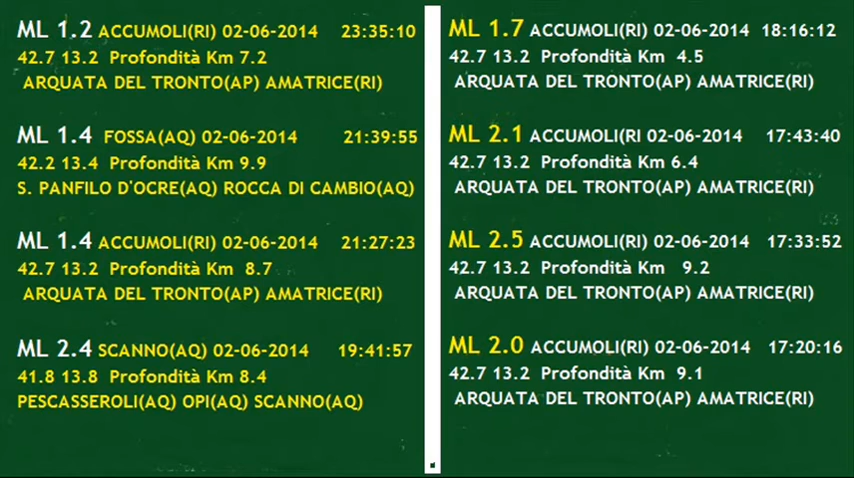 ML 1.2 ACCUMOLI(RI) 02-06-2014 23:35:10
42.7 13.2 Profondità Km 7.2
ARQUATA DEL TRONTO(AP) AMATRICE(RI)
ML 1.4 FOSSA(AQ) 02-06-2014 21:39:55
42.2 13.4 Profondità Km 9.9
S. PANFILO D'OCRE(AQ) ROCCA DI CAMBIO(AQ)
ML 1.4 ACCUMOLI(RI) 02-06-2014 21:27:23
42.7 13.2 Profondità Km 8.7
ARQUATA DEL TRONTO(AP) AMATRICE(RI)
ML 2.4 SCANNO(AQ) 02-06-2014 19:41:57
41.8 13.8 Profondità Km 8.4
PESCASSEROLI(AQ) OPI(AQ) SCANNO(AQ)
ML 1.7 ACCUMOLI(RI) 02-06-2014 18:16:12
42.7 13.2 Profondità Km 4.5
ARQUATA DEL TRONTO(AP) AMATRICE(RI)
ML 2.1 ACCUMOLI(RI 02-06-2014 17:43:40
42.7 13.2 Profondità Km 6.4
ARQUATA DEL TRONTO(AP) AMATRICE(RI)
ML 2.5 ACCUMOLI(RI) 02-06-2014 17:33:52
42.7 13.2 Profondità Km 9.2
ARQUATA DEL TRONTO(AP) AMATRICE(RI)
ML 2.0 ACCUMOLI(RI) 02-06-2014 17:20:16
42.7 13.2 Profondità Km 9.1
ARQUATA DEL TRONTO(AP) AMATRICE(RI)